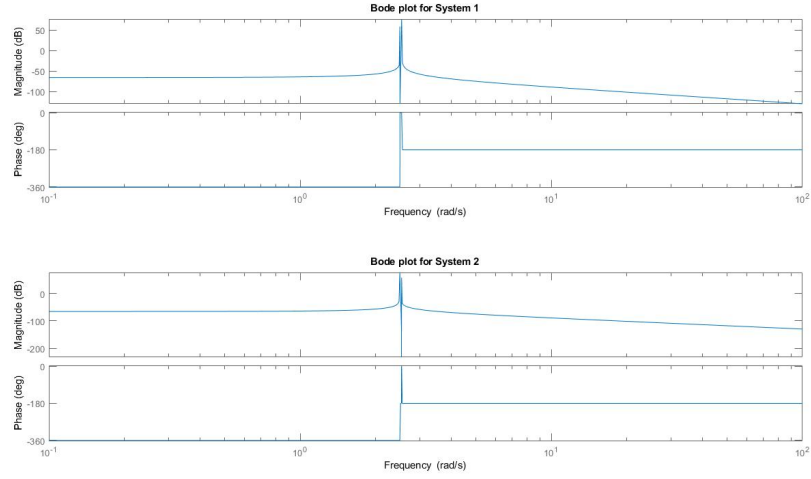 Bode plot for System 1
Magnitude (dB)
50
0
-50
-100
Phase (deg)
0
-180
-360
10^-1
10^0
10^1
10^2
Frequency (rad/s)
Bode plot for System 2
Magnitude (dB)
0
-100
-200
Phase (deg)
0
-180
-360
10^-1
10^0
10^1
10^2
Frequency (rad/s)